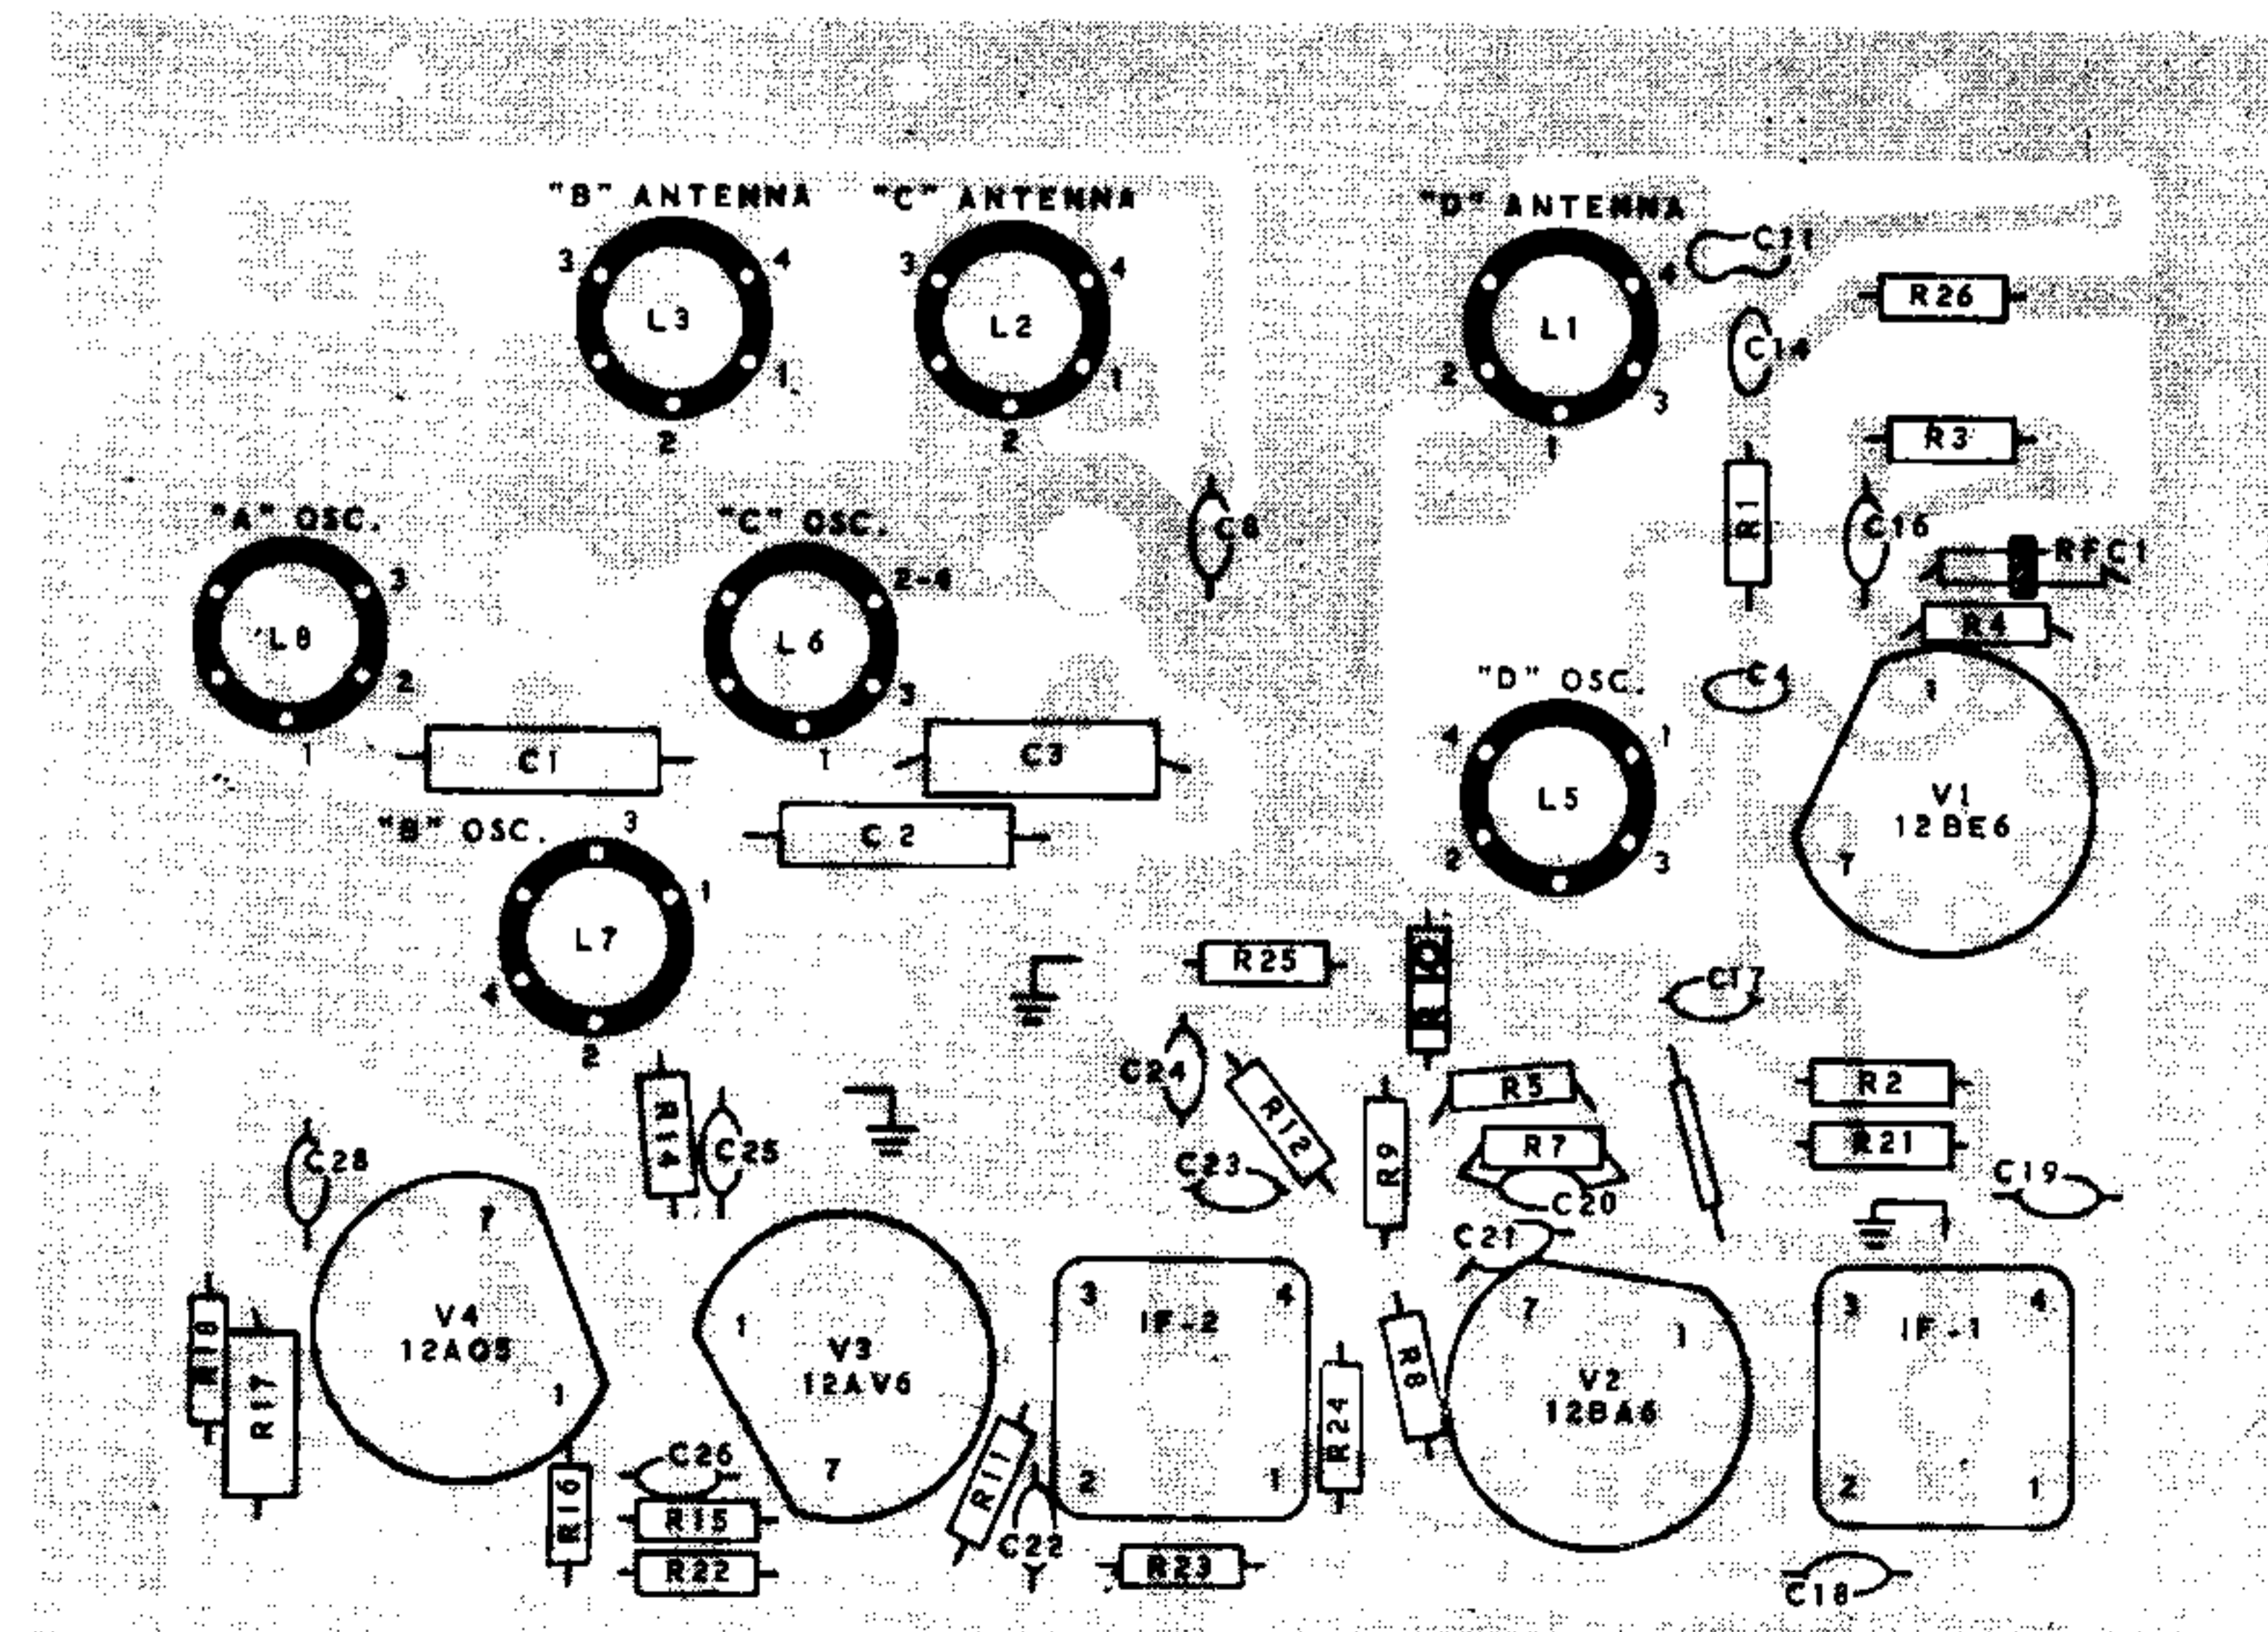 "B" ANTENNA
"C" ANTENNA
"D" ANTENNA
3 4
L3
1
2
3 4
L2
1
2
4
L1
2 3
1
C11
R26
C14
R3
R1
C16
RFC1
R4
C8
"A" OSC.
3
L8
2
1
"C" OSC.
2-4
L6
3
1
C1
C3
C2
"D" OSC.
4 1
L5
2 3
C4
1
V1
12BE6
7
"B" OSC.
3
1
L7
4
2
R25
C17
C24
R12
C23
R5
R7
C20
R9
C21
R2
R21
C19
R14
C25
C28
7
V4
12AQ5
1
R17
R16
1
V3
12AV6
7
C26
R15
R22
R11
C22
3 4
IF-2
2 1
R23
R24
R8
7 1
V2
12BA6
3 4
IF-1
2 1
C18